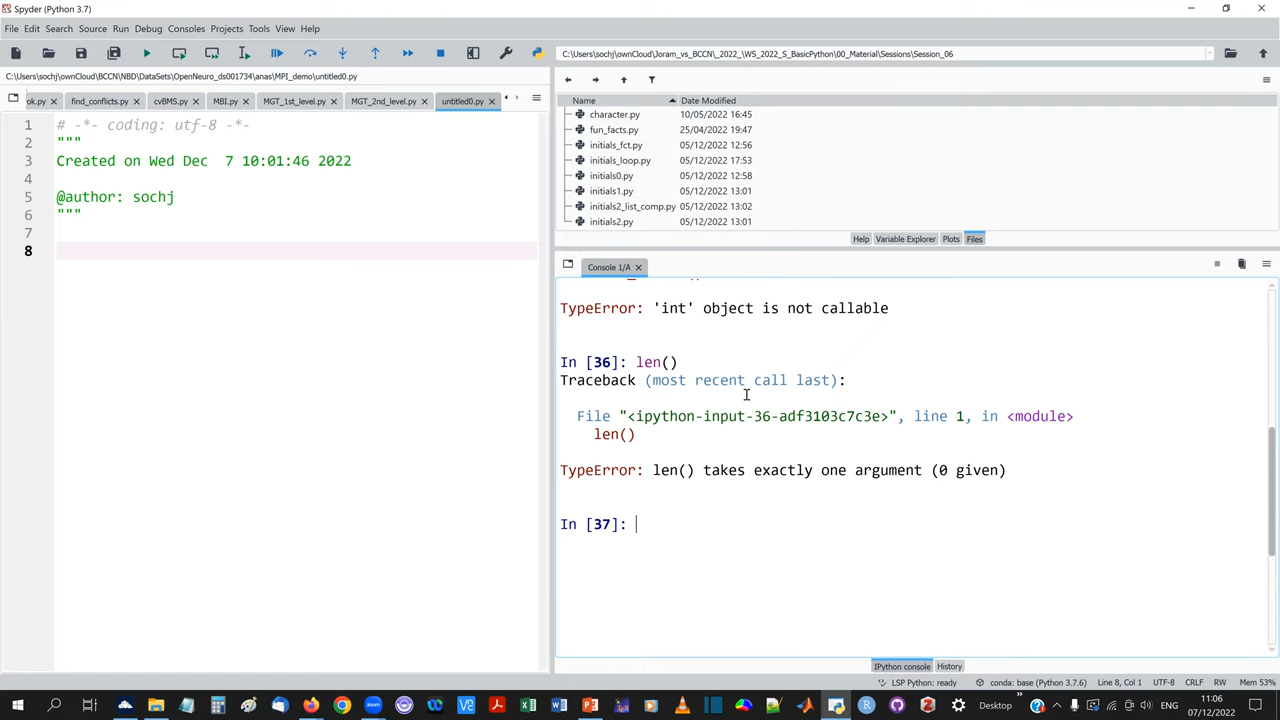 Spyder (Python 3.7)
File Edit Search Source Run Debug Consoles Projects Tools View Help
C:\Users\sochj\ownCloud\Joram_vs_BCCN\_2022_\WS_2022_S_BasicPython\00_Material\Sessions\Session_06
C:\Users\sochj\ownCloud\BCCN\NBD\DataSets\OpenNeuro_ds001734\anas\MPI_demo\untitled0.py
ok.py find_conflicts.py cvBMS.py MBI.py MGT_1st_level.py MGT_2nd_level.py untitled0.py
Name Date Modified
character.py 10/05/2022 16:45
fun_facts.py 25/04/2022 19:47
initials_fct.py 05/12/2022 12:56
initials_loop.py 05/12/2022 17:53
initials0.py 05/12/2022 12:58
initials1.py 05/12/2022 13:01
initials2_list_comp.py 05/12/2022 13:02
initials2.py 05/12/2022 13:01
Help Variable Explorer Plots Files
1 # -*- coding: utf-8 -*-
2 """
3 Created on Wed Dec  7 10:01:46 2022
4
5 @author: sochj
6 """
7
8
Console 1/A
TypeError: 'int' object is not callable
In [36]: len()
Traceback (most recent call last):
File "<ipython-input-36-adf3103c7c3e>", line 1, in <module>
len()
TypeError: len() takes exactly one argument (0 given)
In [37]:
IPython console History
LSP Python: ready conda: base (Python 3.7.6) Line 8, Col 1 UTF-8 CRLF RW Mem 53%
Desktop ENG 11:06
07/12/2022